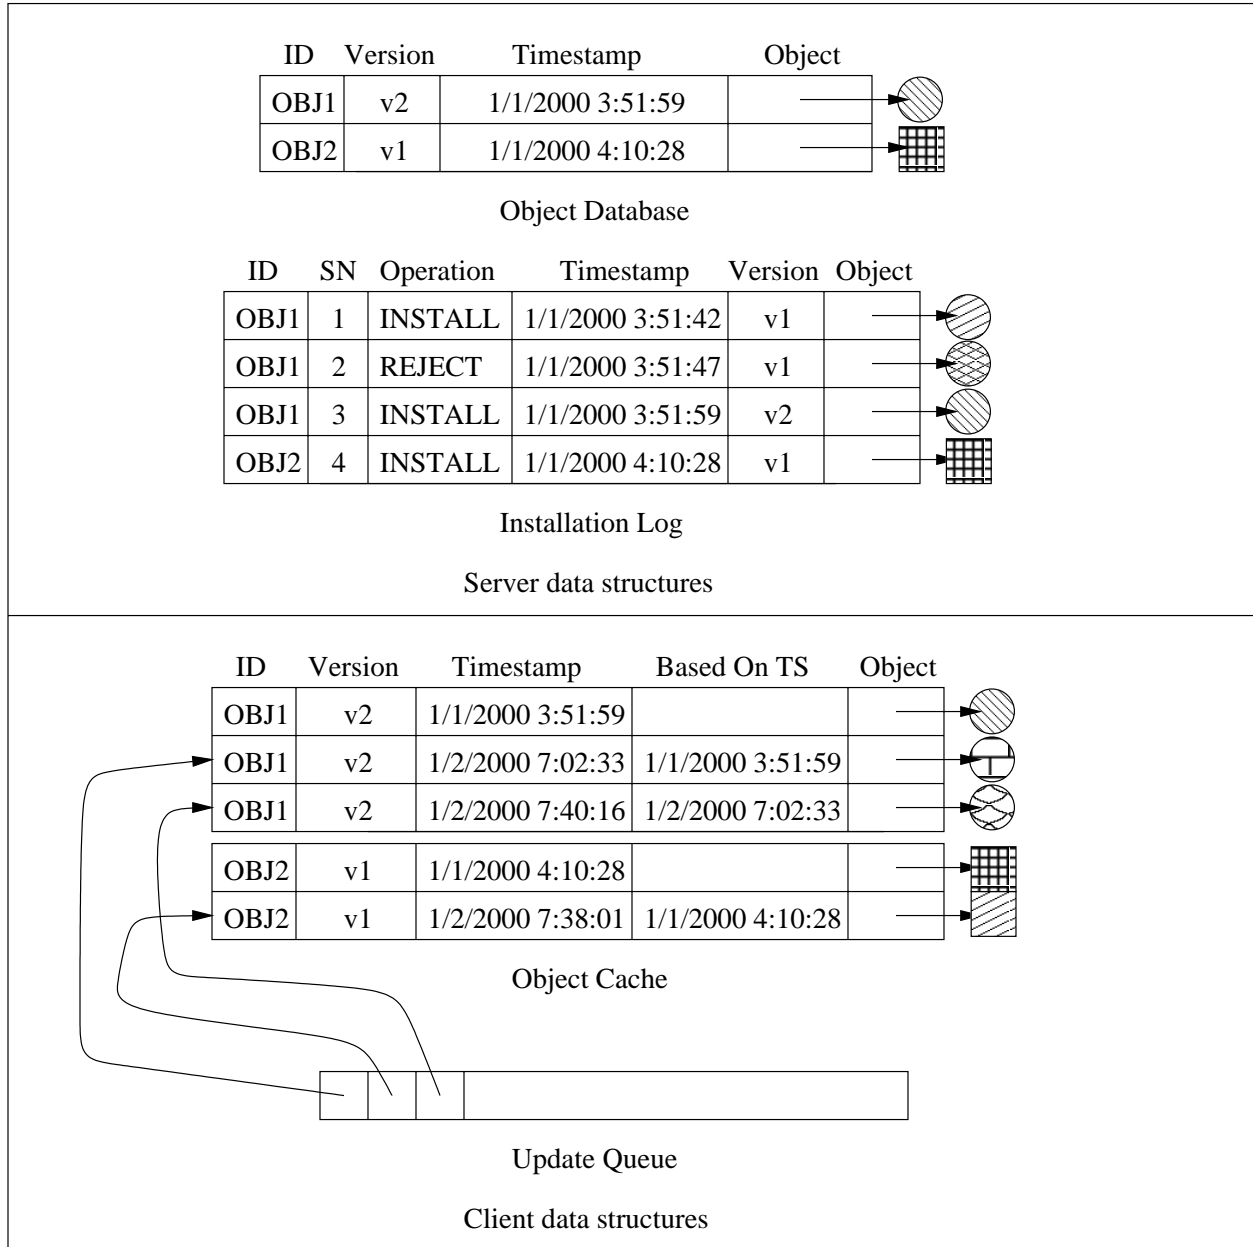 ID Version Timestamp Object
OBJ1 v2 1/1/2000 3:51:59
OBJ2 v1 1/1/2000 4:10:28
Object Database
ID SN Operation Timestamp Version Object
OBJ1 1 INSTALL 1/1/2000 3:51:42 v1
OBJ1 2 REJECT 1/1/2000 3:51:47 v1
OBJ1 3 INSTALL 1/1/2000 3:51:59 v2
OBJ2 4 INSTALL 1/1/2000 4:10:28 v1
Installation Log
Server data structures
ID Version Timestamp Based On TS Object
OBJ1 v2 1/1/2000 3:51:59
OBJ1 v2 1/2/2000 7:02:33 1/1/2000 3:51:59
OBJ1 v2 1/2/2000 7:40:16 1/2/2000 7:02:33
OBJ2 v1 1/1/2000 4:10:28
OBJ2 v1 1/2/2000 7:38:01 1/1/2000 4:10:28
Object Cache
Update Queue
Client data structures